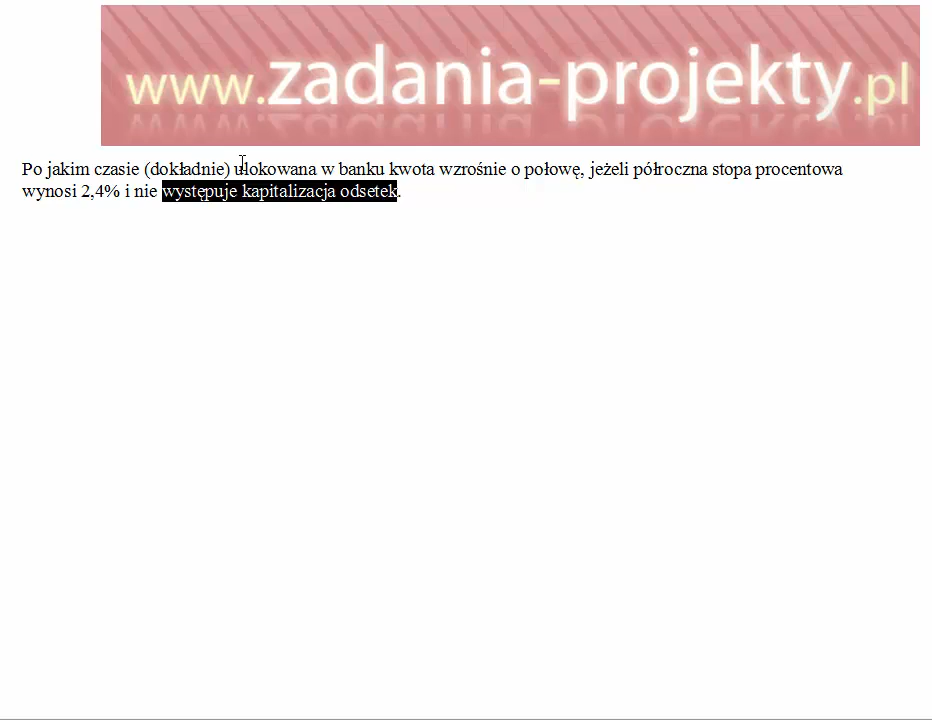 www.zadania-projekty.pl
Po jakim czasie (dokładnie) ulokowana w banku kwota wzrośnie o połowę, jeżeli półroczna stopa procentowa
wynosi 2,4% i nie występuje kapitalizacja odsetek.